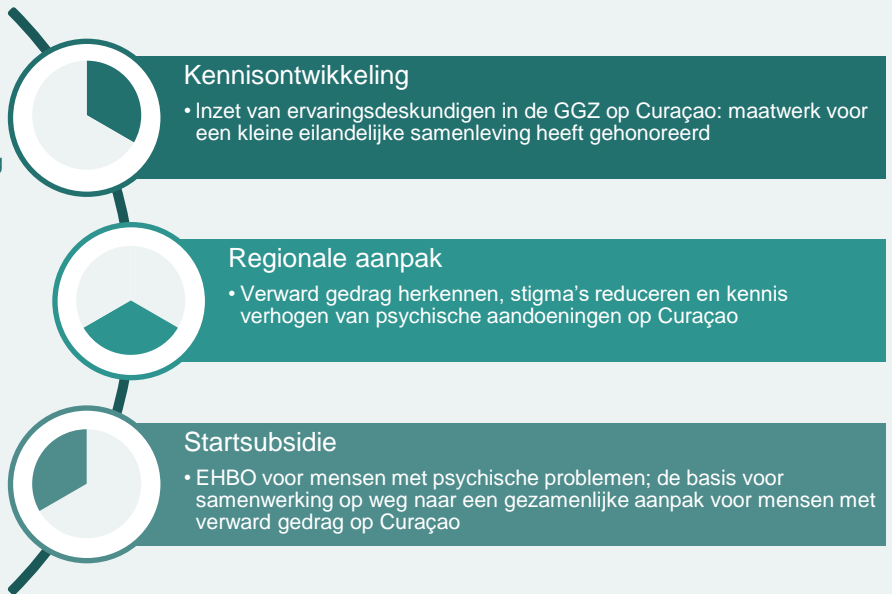 Kennisontwikkeling
• Inzet van ervaringsdeskundigen in de GGZ op Curaçao: maatwerk voor
een kleine eilandelijke samenleving heeft gehonoreerd
Regionale aanpak
• Verward gedrag herkennen, stigma's reduceren en kennis
verhogen van psychische aandoeningen op Curaçao
Startsubsidie
• EHBO voor mensen met psychische problemen; de basis voor
samenwerking op weg naar een gezamenlijke aanpak voor mensen met
verward gedrag op Curaçao